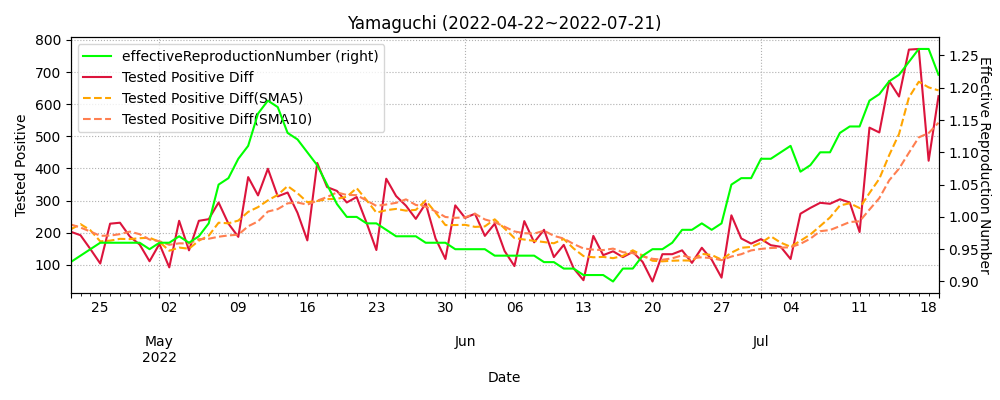 Yamaguchi (2022-04-22~2022-07-21)
effectiveReproductionNumber (right)
Tested Positive Diff
Tested Positive Diff(SMA5)
Tested Positive Diff(SMA10)
Tested Positive
800
700
600
500
400
300
200
100
1.25
1.20
1.15
1.10
1.05
1.00
0.95
0.90
Effective Reproduction Number
25 02 09 16 23 30 06 13 20 27 04 11 18
May Jun Jul
2022
Date